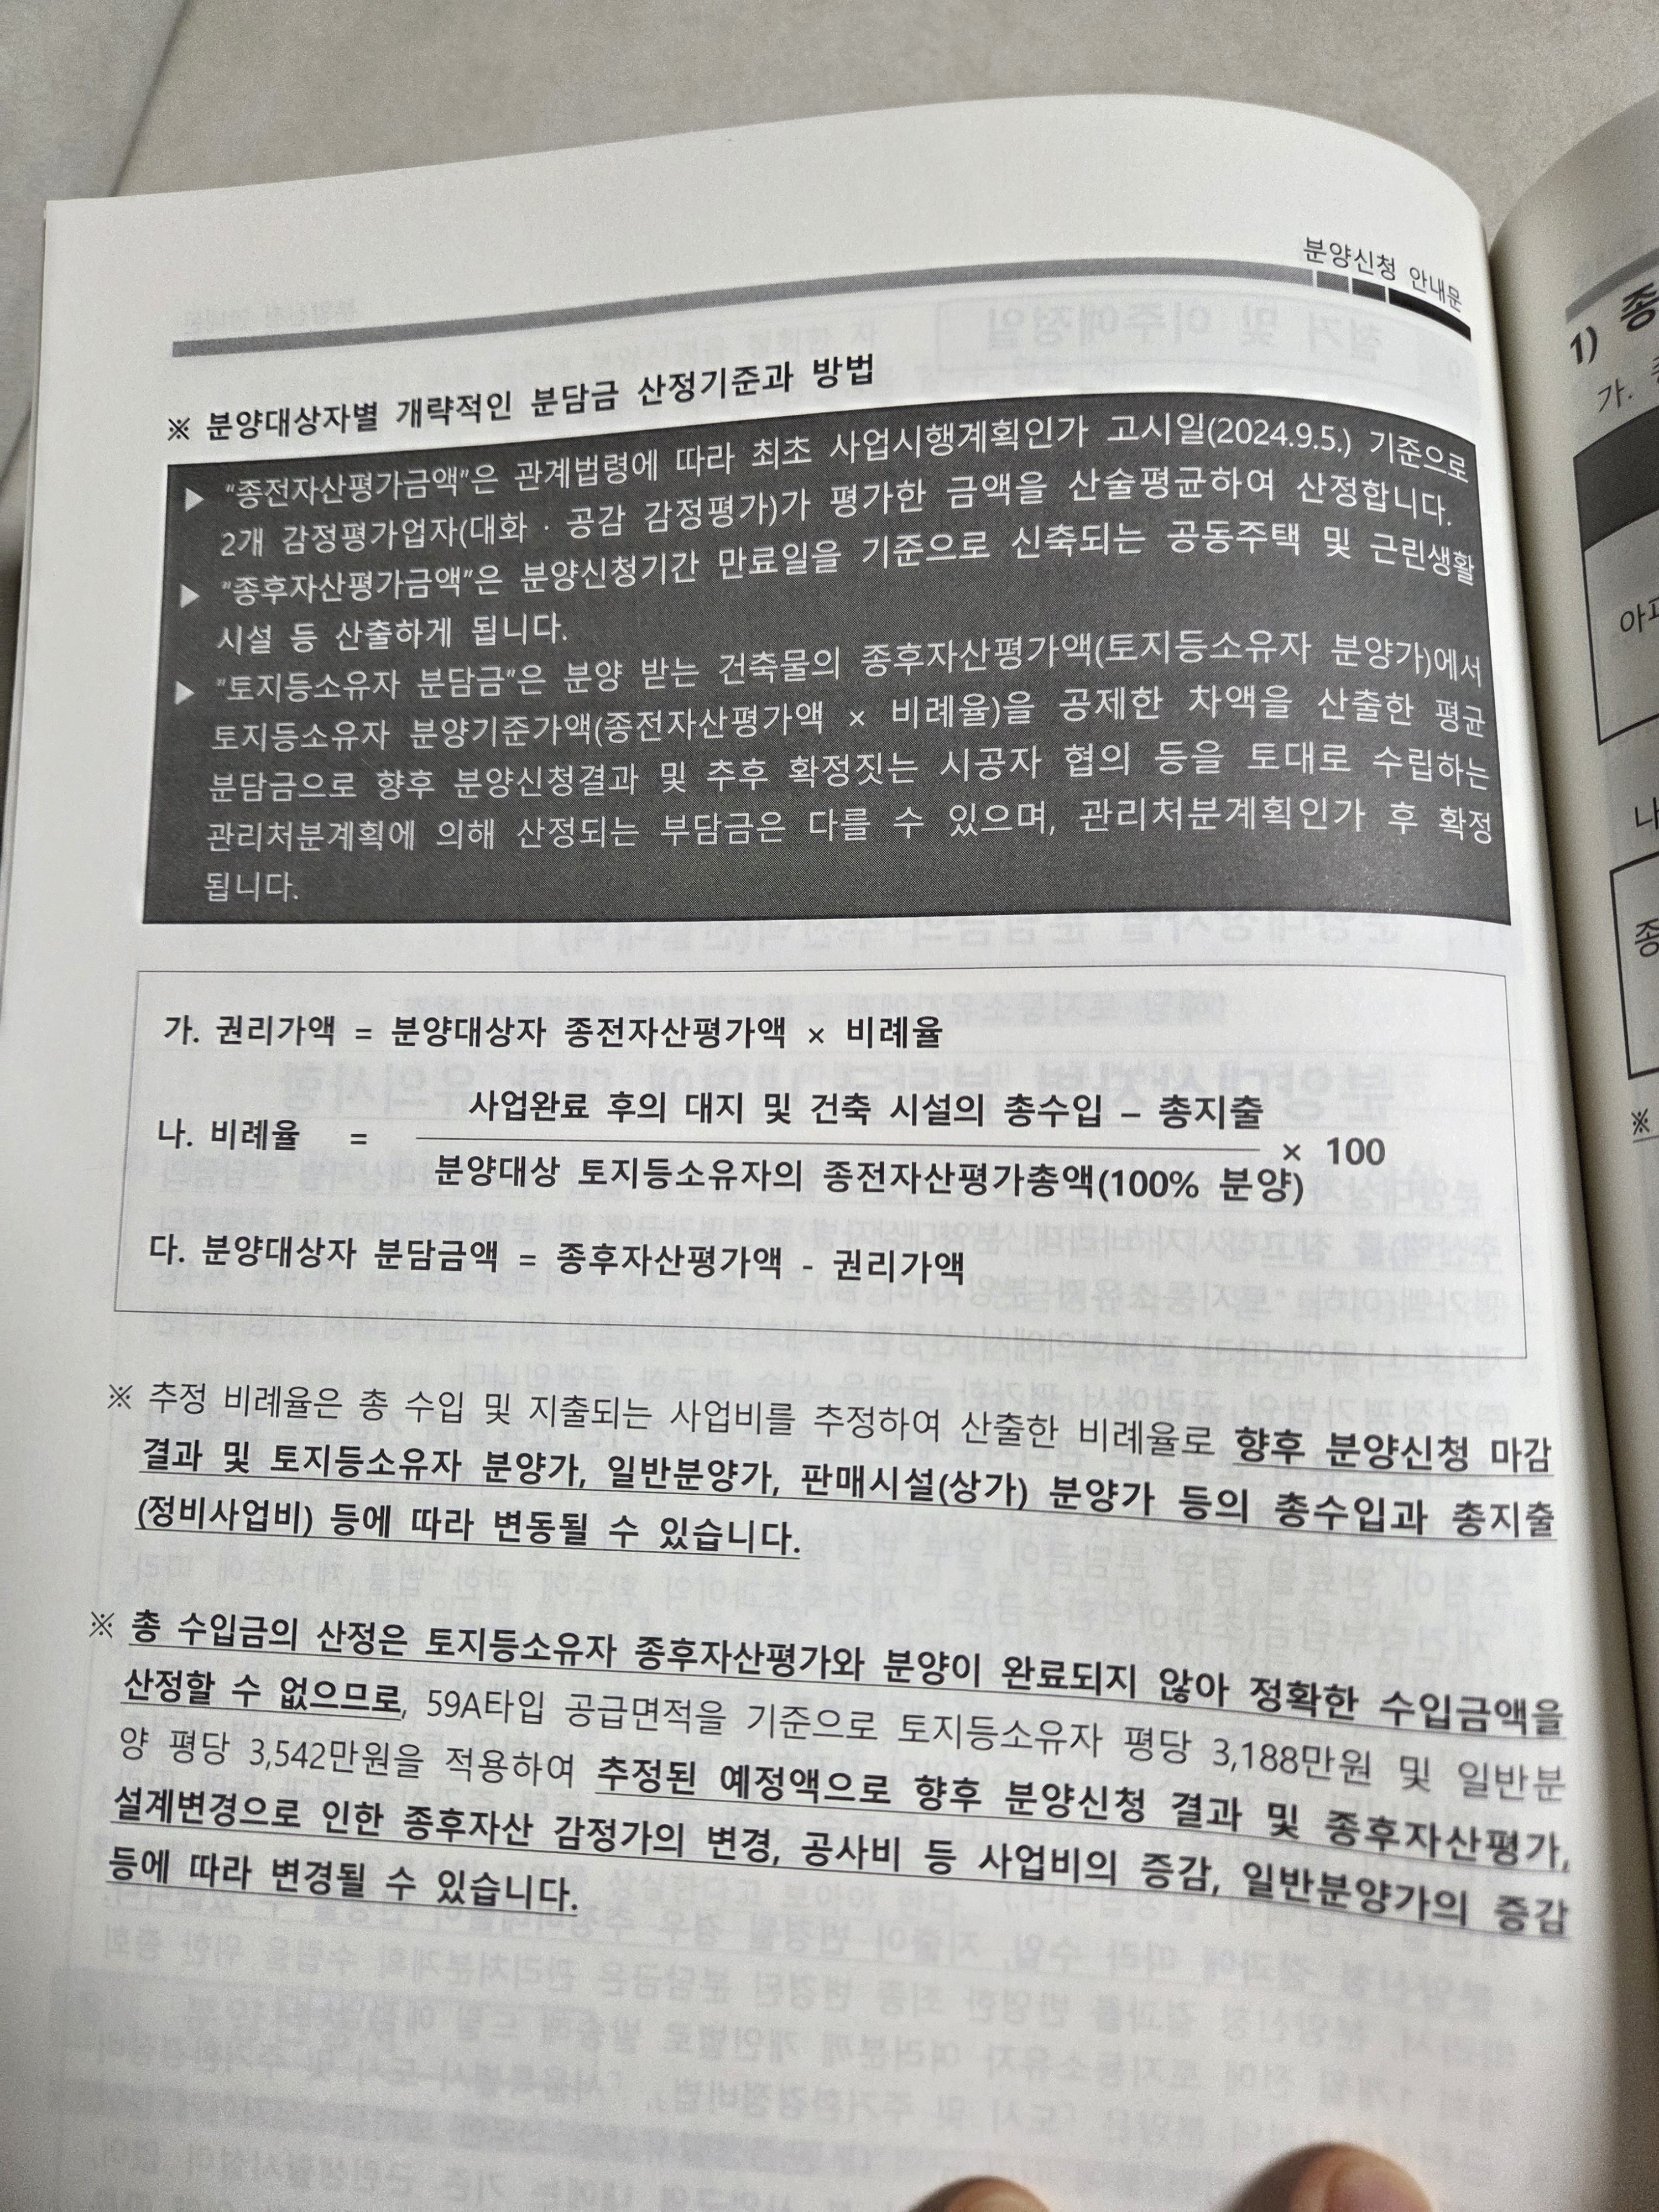 분양신청 안내문
※ 분양대상자별 개략적인 분담금 산정기준과 방법
▶ "종전자산평가금액"은 관계법령에 따라 최초 사업시행계획인가 고시일(2024.9.5.) 기준으로
2개 감정평가업자(대화 · 공감 감정평가)가 평가한 금액을 산술평균하여 산정합니다.
▶ "종후자산평가금액"은 분양신청기간 만료일을 기준으로 신축되는 공동주택 및 근린생활
시설 등 산출하게 됩니다.
▶ "토지등소유자 분담금"은 분양 받는 건축물의 종후자산평가액(토지등소유자 분양가)에서
토지등소유자 분양기준가액(종전자산평가액 × 비례율)을 공제한 차액을 산출한 평균
분담금으로 향후 분양신청결과 및 추후 확정짓는 시공자 협의 등을 토대로 수립하는
관리처분계획에 의해 산정되는 부담금은 다를 수 있으며, 관리처분계획인가 후 확정
됩니다.
가. 권리가액 = 분양대상자 종전자산평가액 × 비례율
사업완료 후의 대지 및 건축 시설의 총수입 – 총지출
나. 비례율 = × 100
분양대상 토지등소유자의 종전자산평가총액(100% 분양)
다. 분양대상자 분담금액 = 종후자산평가액 - 권리가액
※ 추정 비례율은 총 수입 및 지출되는 사업비를 추정하여 산출한 비례율로 향후 분양신청 마감
결과 및 토지등소유자 분양가, 일반분양가, 판매시설(상가) 분양가 등의 총수입과 총지출
(정비사업비) 등에 따라 변동될 수 있습니다.
※ 총 수입금의 산정은 토지등소유자 종후자산평가와 분양이 완료되지 않아 정확한 수입금액을
산정할 수 없으므로, 59A타입 공급면적을 기준으로 토지등소유자 평당 3,188만원 및 일반분
양 평당 3,542만원을 적용하여 추정된 예정액으로 향후 분양신청 결과 및 종후자산평가,
설계변경으로 인한 종후자산 감정가의 변경, 공사비 등 사업비의 증감, 일반분양가의 증감
등에 따라 변경될 수 있습니다.
1)
가.
※